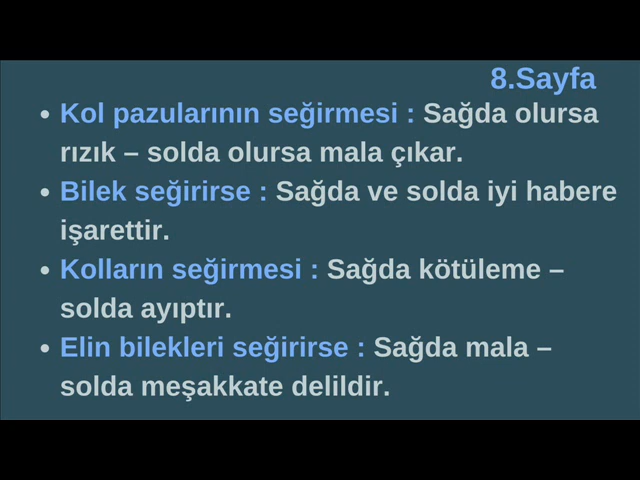 8.Sayfa
• Kol pazularının seğirmesi : Sağda olursa
rızık – solda olursa mala çıkar.
• Bilek seğirirse : Sağda ve solda iyi habere
işarettir.
• Kolların seğirmesi : Sağda kötüleme –
solda ayıptır.
• Elin bilekleri seğirirse : Sağda mala –
solda meşakkate delildir.